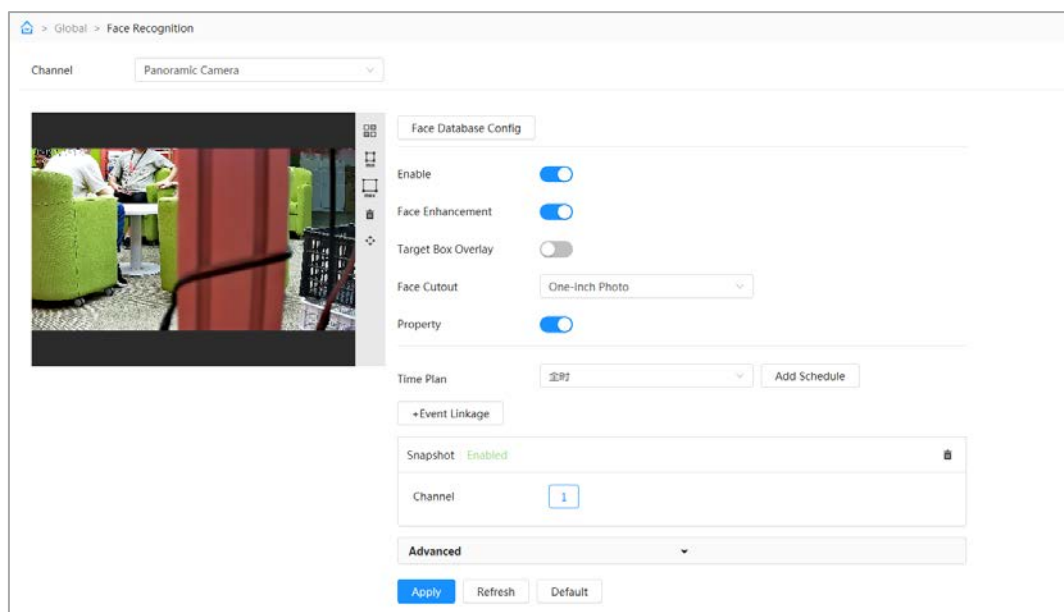 > Global > Face Recognition
Channel Panoramic Camera
Face Database Config
Enable
Face Enhancement
Target Box Overlay
Face Cutout One-Inch Photo
Property
Time Plan 全时 Add Schedule
+Event Linkage
Snapshot Enabled
Channel 1
Advanced
Apply Refresh Default